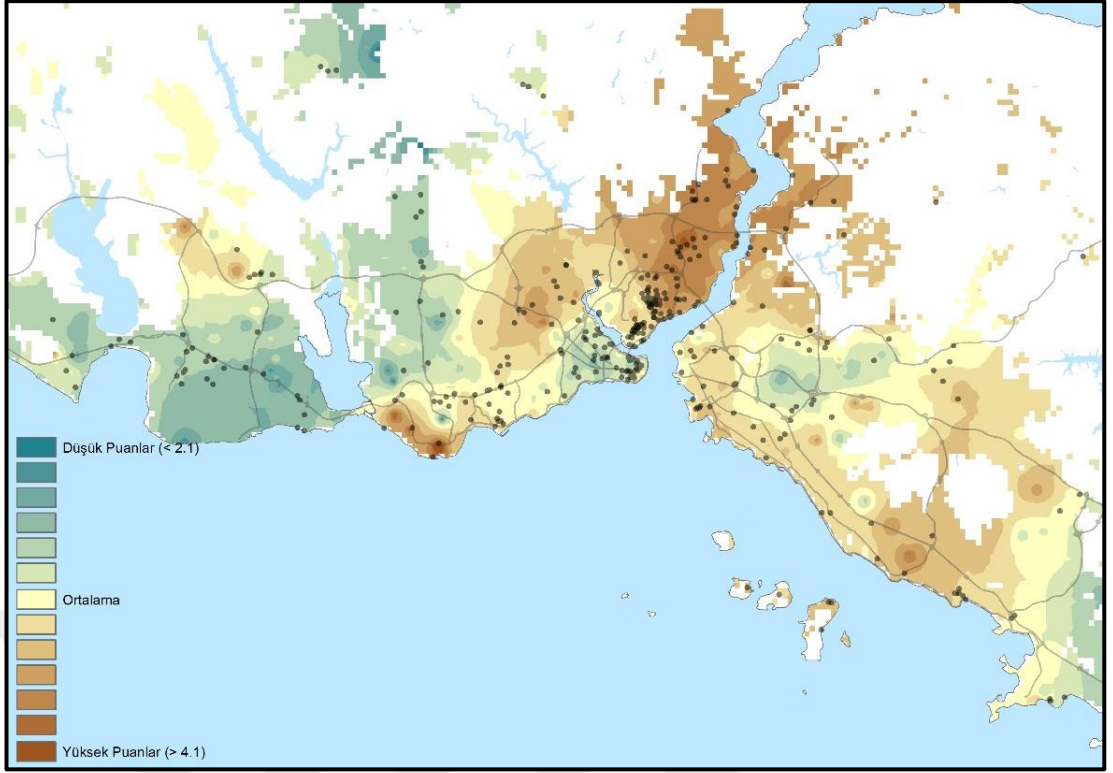 Düşük Puanlar (< 2.1)
Ortalama
Yüksek Puanlar (> 4.1)